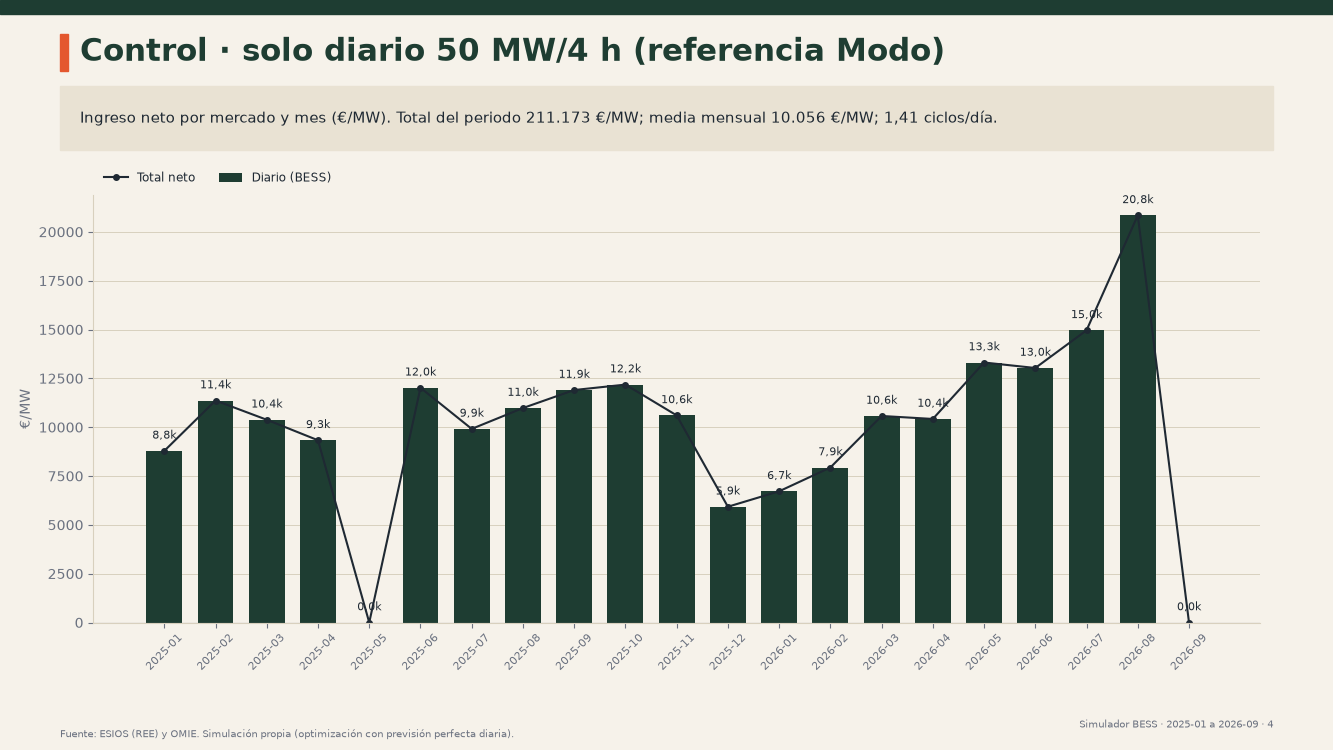 Control · solo diario 50 MW/4 h (referencia Modo)
Ingreso neto por mercado y mes (€/MW). Total del periodo 211.173 €/MW; media mensual 10.056 €/MW; 1,41 ciclos/día.
Total neto
Diario (BESS)
€/MW
20000
17500
15000
12500
10000
7500
5000
2500
0
8,8k
11,4k
10,4k
9,3k
0,0k
12,0k
9,9k
11,0k
11,9k
12,2k
10,6k
5,9k
6,7k
7,9k
10,6k
10,4k
13,3k
13,0k
15,0k
20,8k
0,0k
2025-01
2025-02
2025-03
2025-04
2025-05
2025-06
2025-07
2025-08
2025-09
2025-10
2025-11
2025-12
2026-01
2026-02
2026-03
2026-04
2026-05
2026-06
2026-07
2026-08
2026-09
Simulador BESS · 2025-01 a 2026-09 · 4
Fuente: ESIOS (REE) y OMIE. Simulación propia (optimización con previsión perfecta diaria).